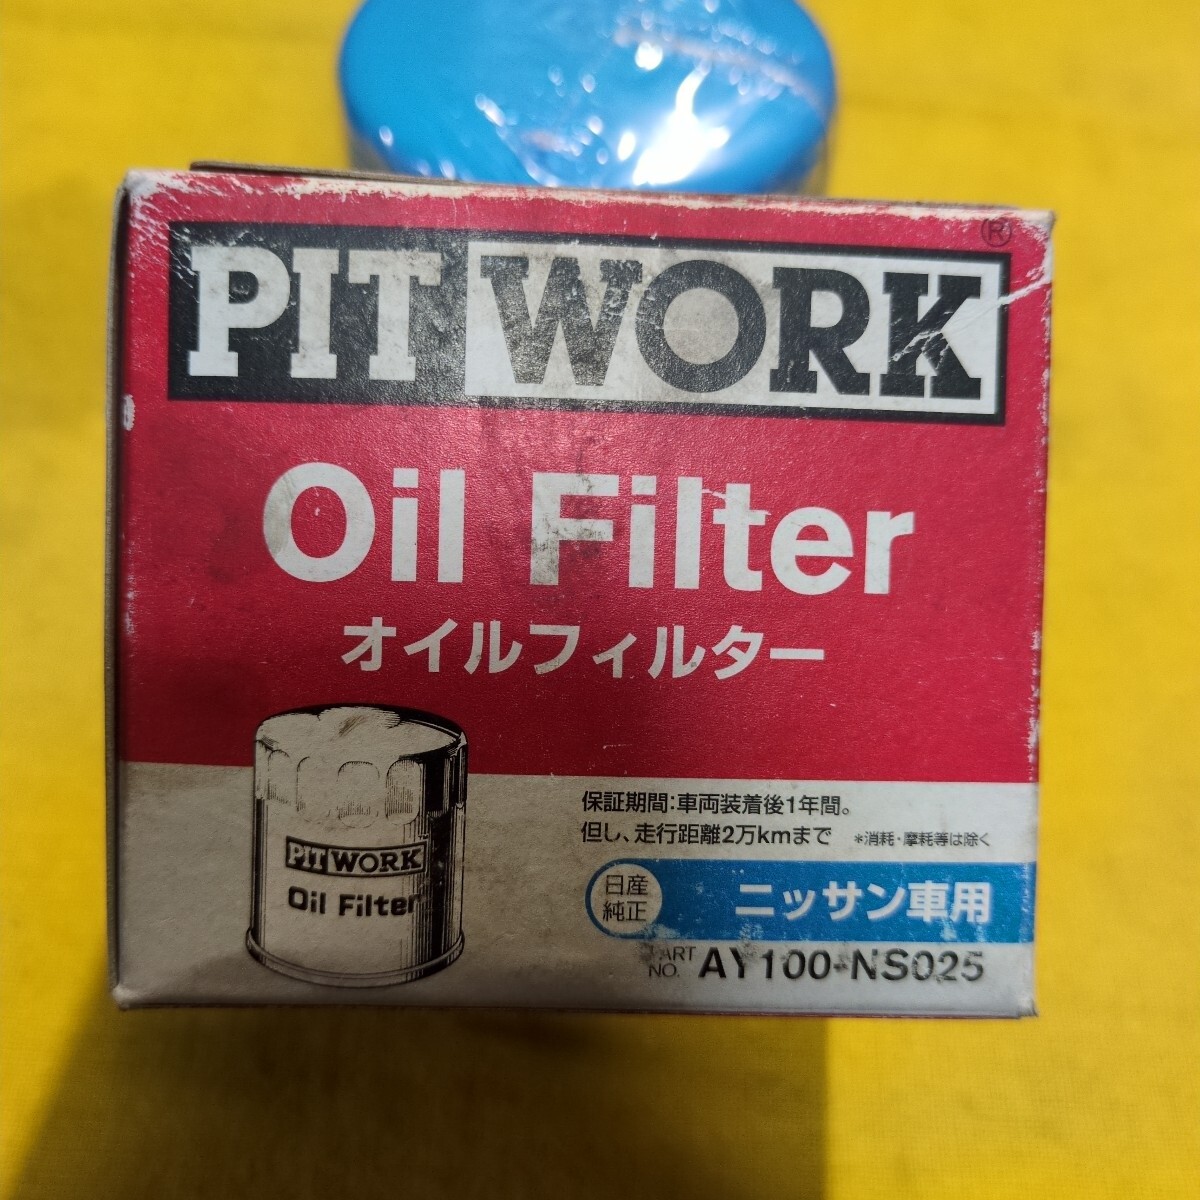 PIT WORK ®
Oil Filter
オイルフィルター
PIT WORK
Oil Filter
保証期間:車両装着後1年間。
但し、走行距離2万kmまで *消耗・摩耗等は除く
日産
純正
ニッサン車用
PART
NO. AY100-NS025